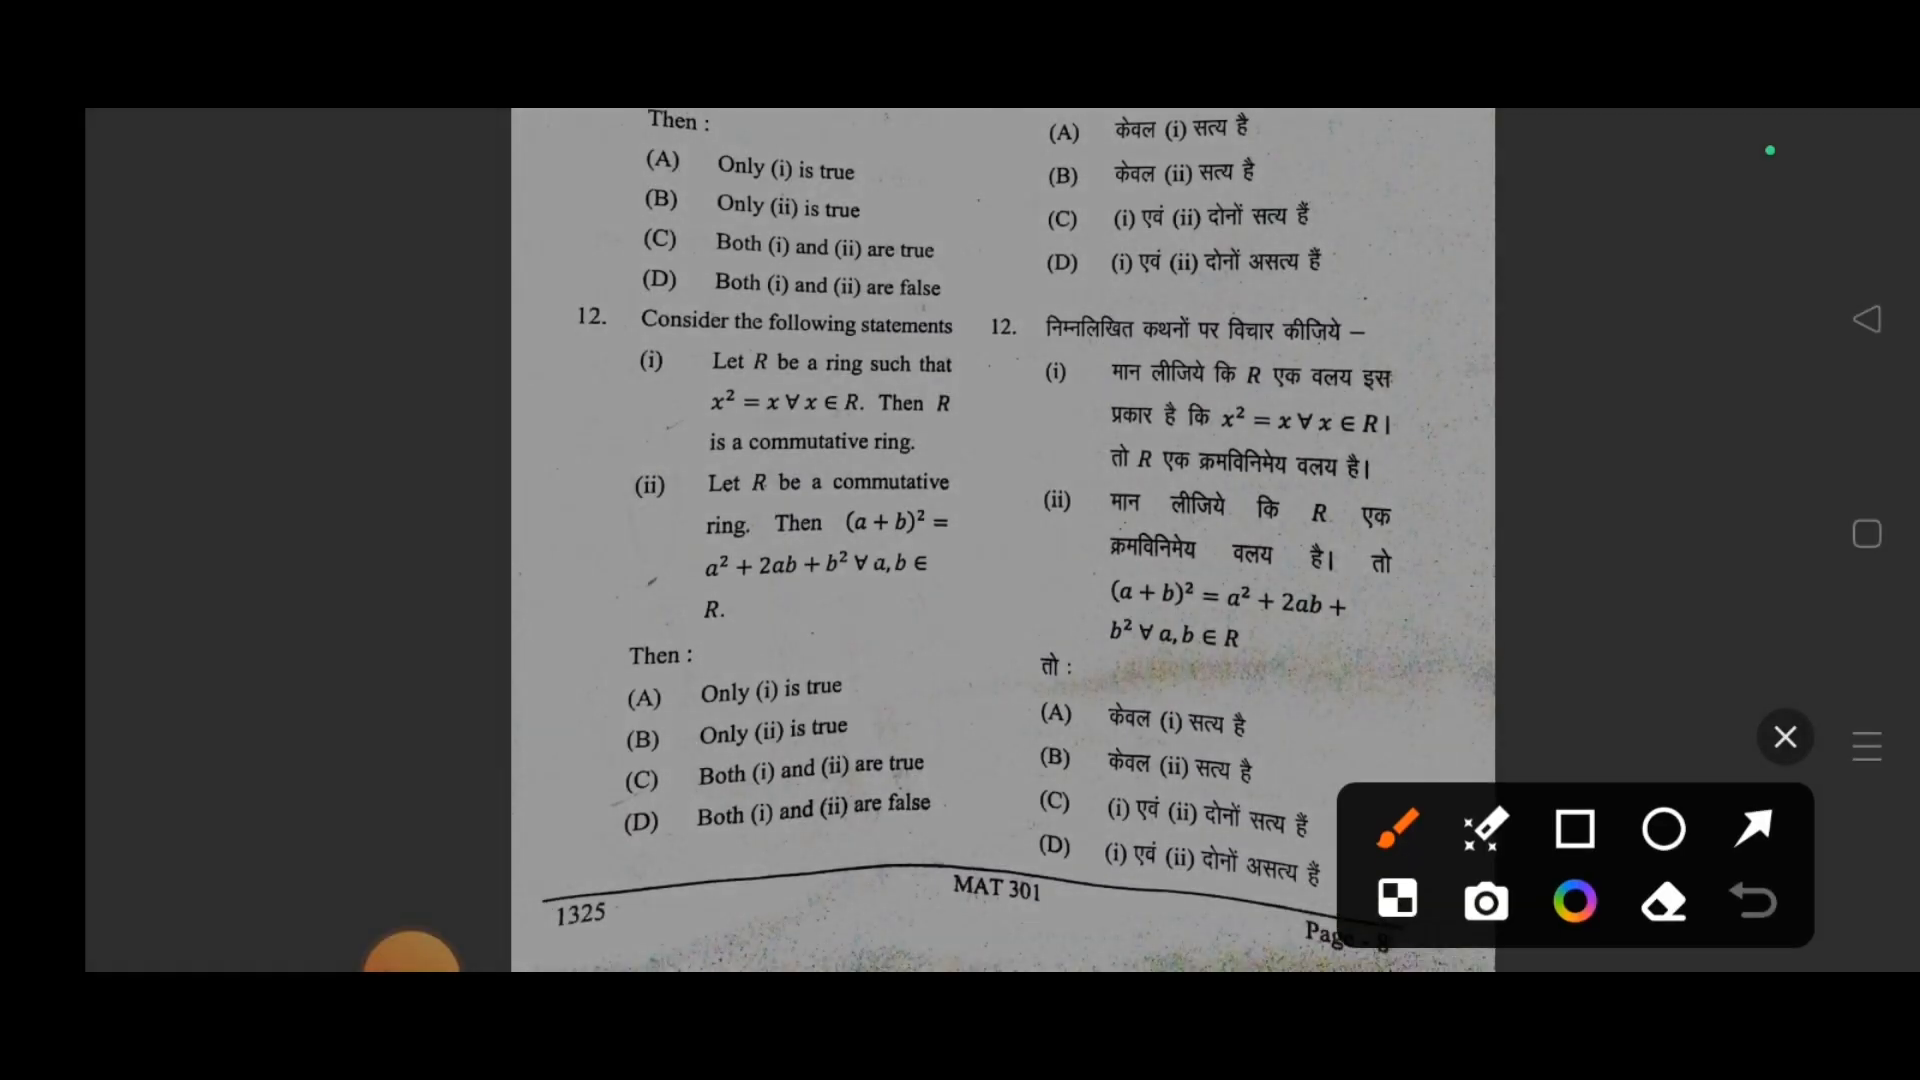 Then :
(A) Only (i) is true
(B) Only (ii) is true
(C) Both (i) and (ii) are true
(D) Both (i) and (ii) are false
12. Consider the following statements
(i) Let R be a ring such that
x² = x ∀ x ∈ R. Then R
is a commutative ring.
(ii) Let R be a commutative
ring. Then (a + b)² =
a² + 2ab + b² ∀ a, b ∈
R.
Then :
(A) Only (i) is true
(B) Only (ii) is true
(C) Both (i) and (ii) are true
(D) Both (i) and (ii) are false
(A) केवल (i) सत्य है
(B) केवल (ii) सत्य है
(C) (i) एवं (ii) दोनों सत्य हैं
(D) (i) एवं (ii) दोनों असत्य हैं
12. निम्नलिखित कथनों पर विचार कीजिये –
(i) मान लीजिये कि R एक वलय इस
प्रकार है कि x² = x ∀ x ∈ R।
तो R एक क्रमविनिमेय वलय है।
(ii) मान लीजिये कि R एक
क्रमविनिमेय वलय है। तो
(a + b)² = a² + 2ab +
b² ∀ a, b ∈ R
तो :
(A) केवल (i) सत्य है
(B) केवल (ii) सत्य है
(C) (i) एवं (ii) दोनों सत्य हैं
(D) (i) एवं (ii) दोनों असत्य हैं
1325
MAT 301
Page - 8